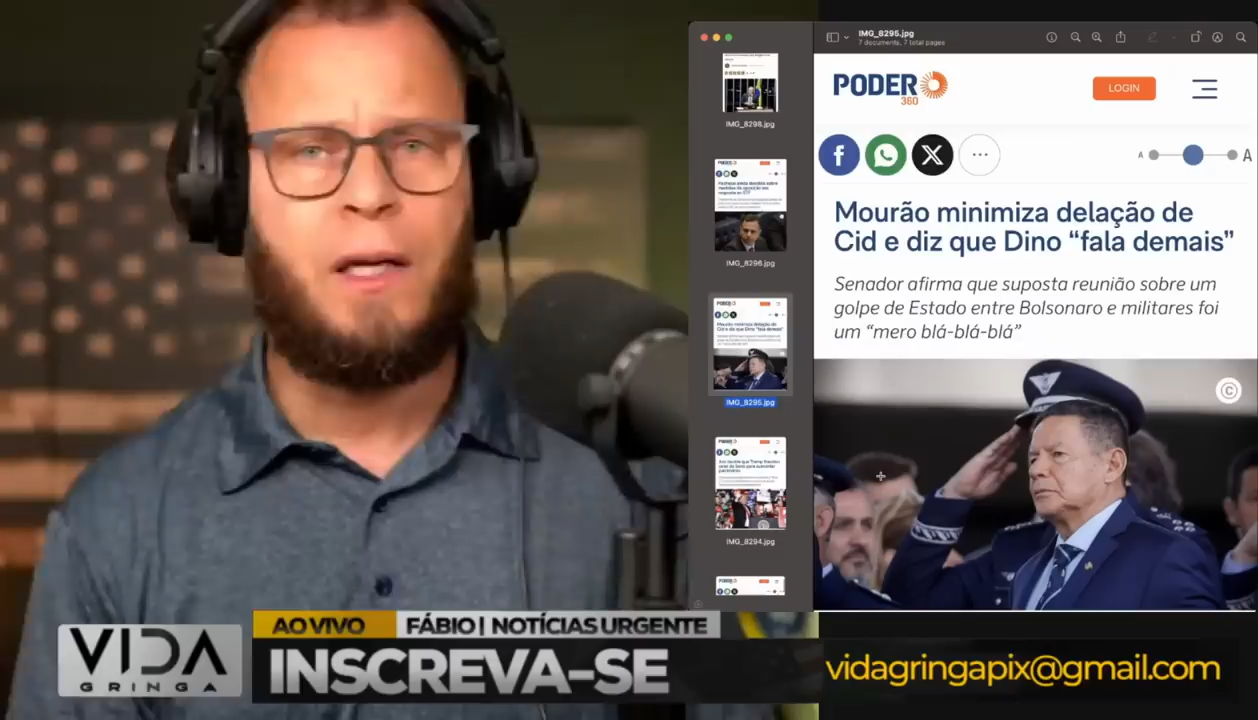 IMG_8295.jpg
7 documents, 7 total pages
IMG_8298.jpg
PODER
360
LOGIN
A A
IMG_8296.jpg
Mourão minimiza delação de
Cid e diz que Dino “fala demais”
Senador afirma que suposta reunião sobre um
golpe de Estado entre Bolsonaro e militares foi
um “mero blá-blá-blá”
IMG_8295.jpg
IMG_8294.jpg
AO VIVO
FÁBIO | NOTÍCIAS URGENTE
VIDA
GRINGA
INSCREVA-SE
vidagringapix@gmail.com